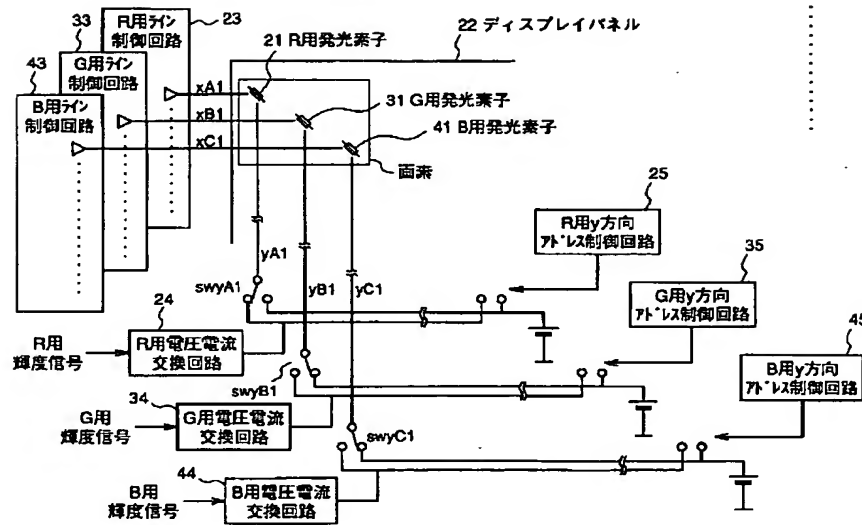 R用ライン
制御回路
23
33
G用ライン
制御回路
43
B用ライン
制御回路
22 ディスプレイパネル
21 R用発光素子
31 G用発光素子
41 B用発光素子
画素
xA1
xB1
xC1
yA1
yB1
yC1
swyA1
swyB1
swyC1
25
R用y方向
アドレス制御回路
35
G用y方向
アドレス制御回路
45
B用y方向
アドレス制御回路
R用
輝度信号
24
R用電圧電流
交換回路
G用
輝度信号
34
G用電圧電流
交換回路
B用
輝度信号
44
B用電圧電流
交換回路